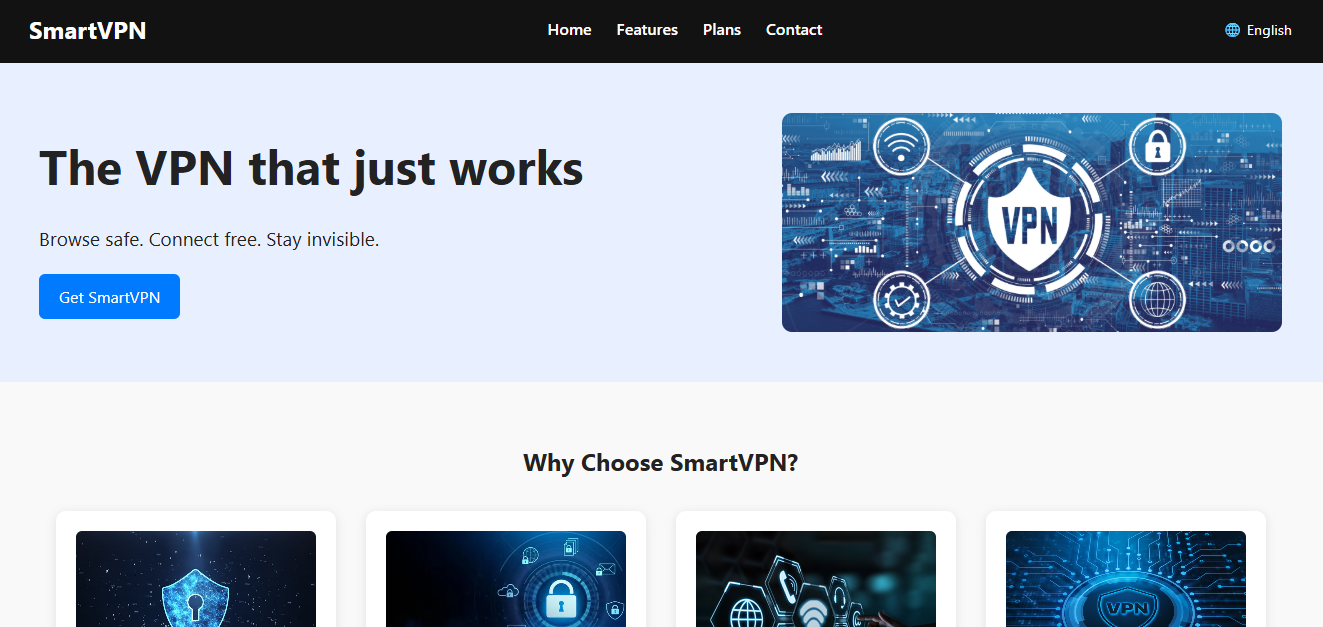 SmartVPN
Home Features Plans Contact
English
The VPN that just works
Browse safe. Connect free. Stay invisible.
Get SmartVPN
VPN
Why Choose SmartVPN?
VPN